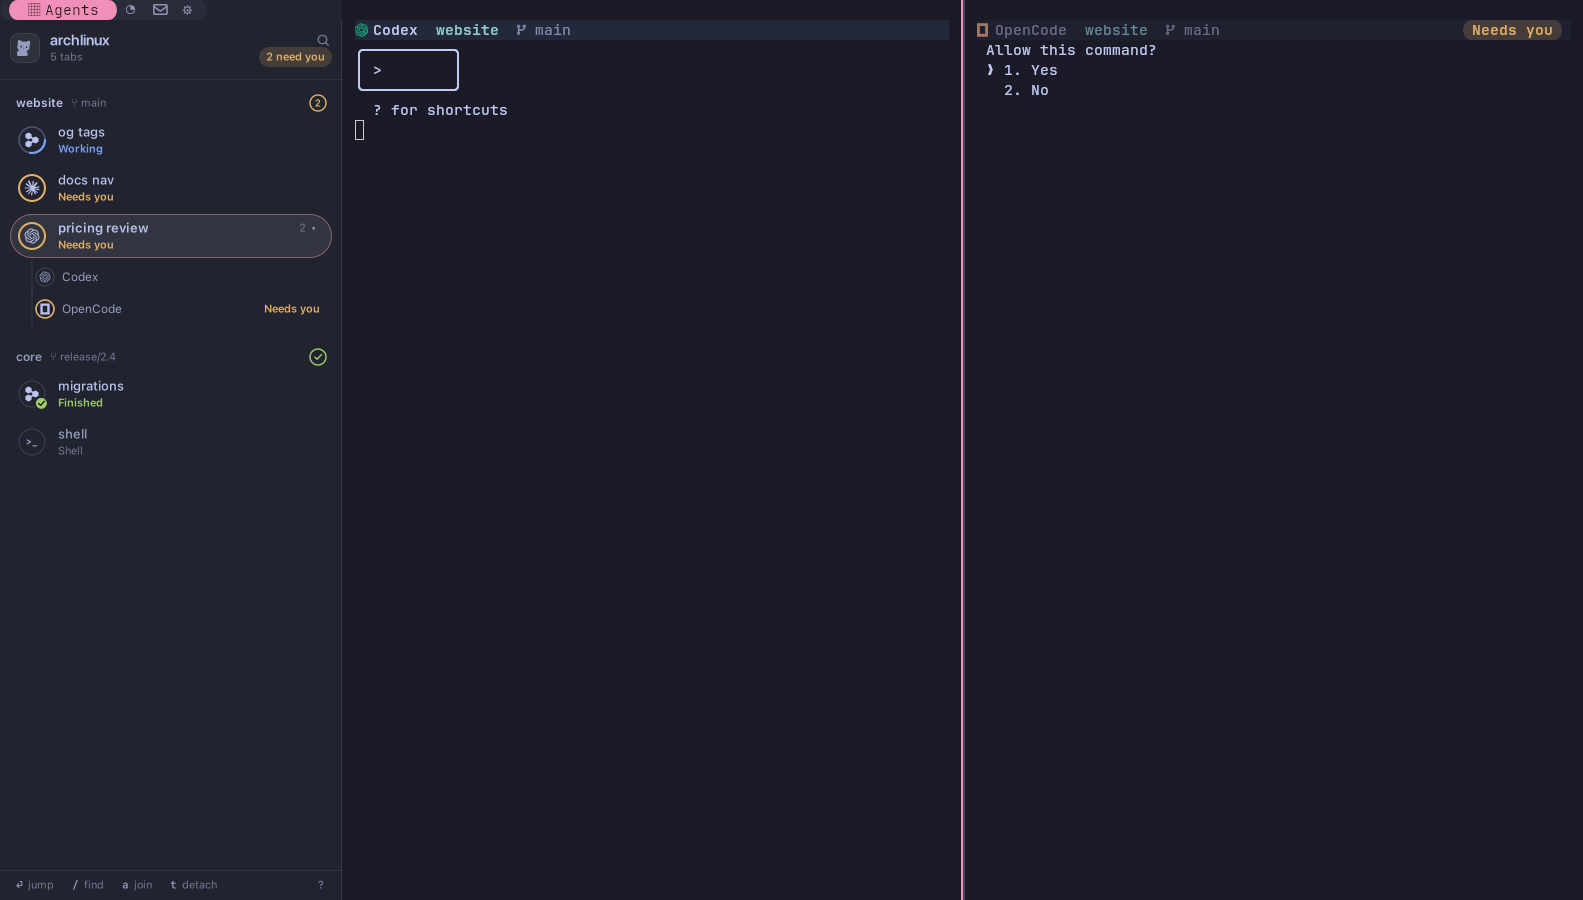 Agents
archlinux
5 tabs
2 need you
website main
2
og tags
Working
docs nav
Needs you
pricing review
2
Needs you
Codex
OpenCode
Needs you
core release/2.4
migrations
Finished
>_
shell
Shell
jump / find a join t detach ?
Codex website main
>
? for shortcuts
OpenCode website main
Needs you
Allow this command?
❯ 1. Yes
2. No